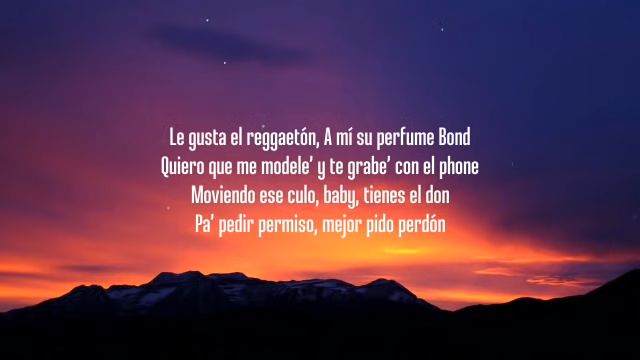 Le gusta el reggaetón, A mí su perfume Bond
Quiero que me modele' y te grabe' con el phone
Moviendo ese culo, baby, tienes el don
Pa' pedir permiso, mejor pido perdón